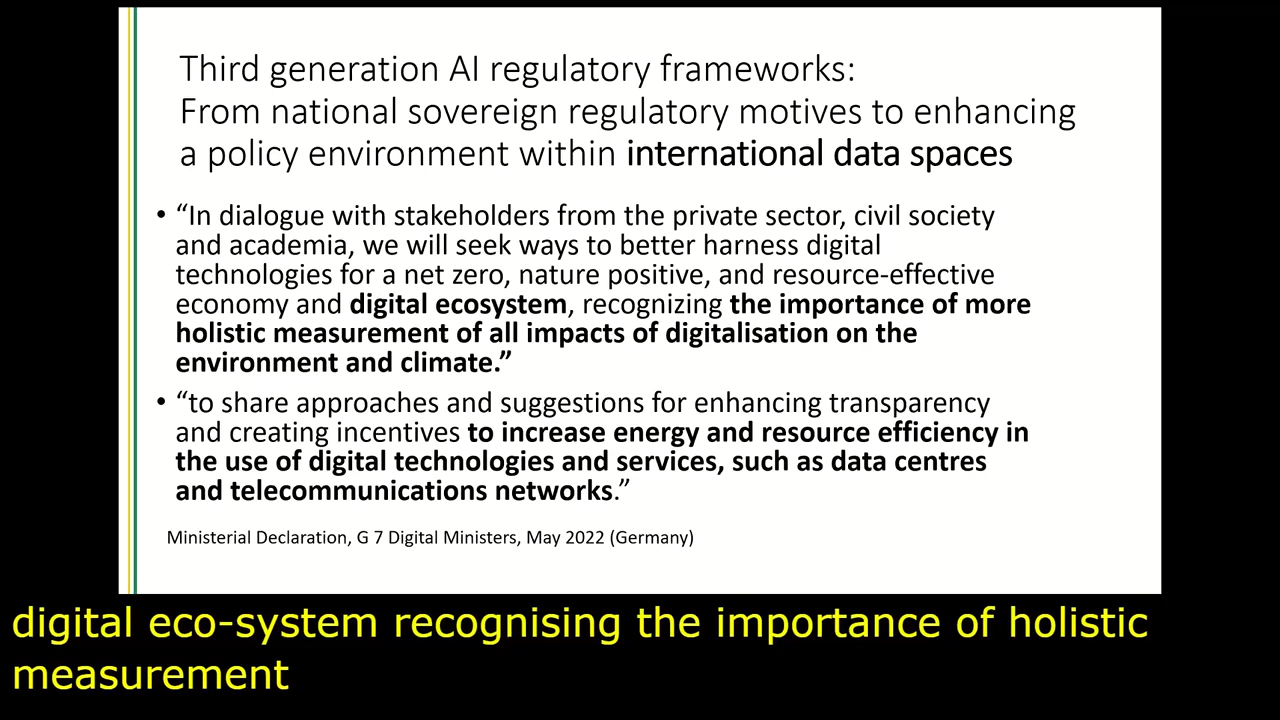 Third generation AI regulatory frameworks:
From national sovereign regulatory motives to enhancing
a policy environment within international data spaces
• “In dialogue with stakeholders from the private sector, civil society
and academia, we will seek ways to better harness digital
technologies for a net zero, nature positive, and resource-effective
economy and digital ecosystem, recognizing the importance of more
holistic measurement of all impacts of digitalisation on the
environment and climate.”
• “to share approaches and suggestions for enhancing transparency
and creating incentives to increase energy and resource efficiency in
the use of digital technologies and services, such as data centres
and telecommunications networks.”
Ministerial Declaration, G 7 Digital Ministers, May 2022 (Germany)
digital eco-system recognising the importance of holistic
measurement